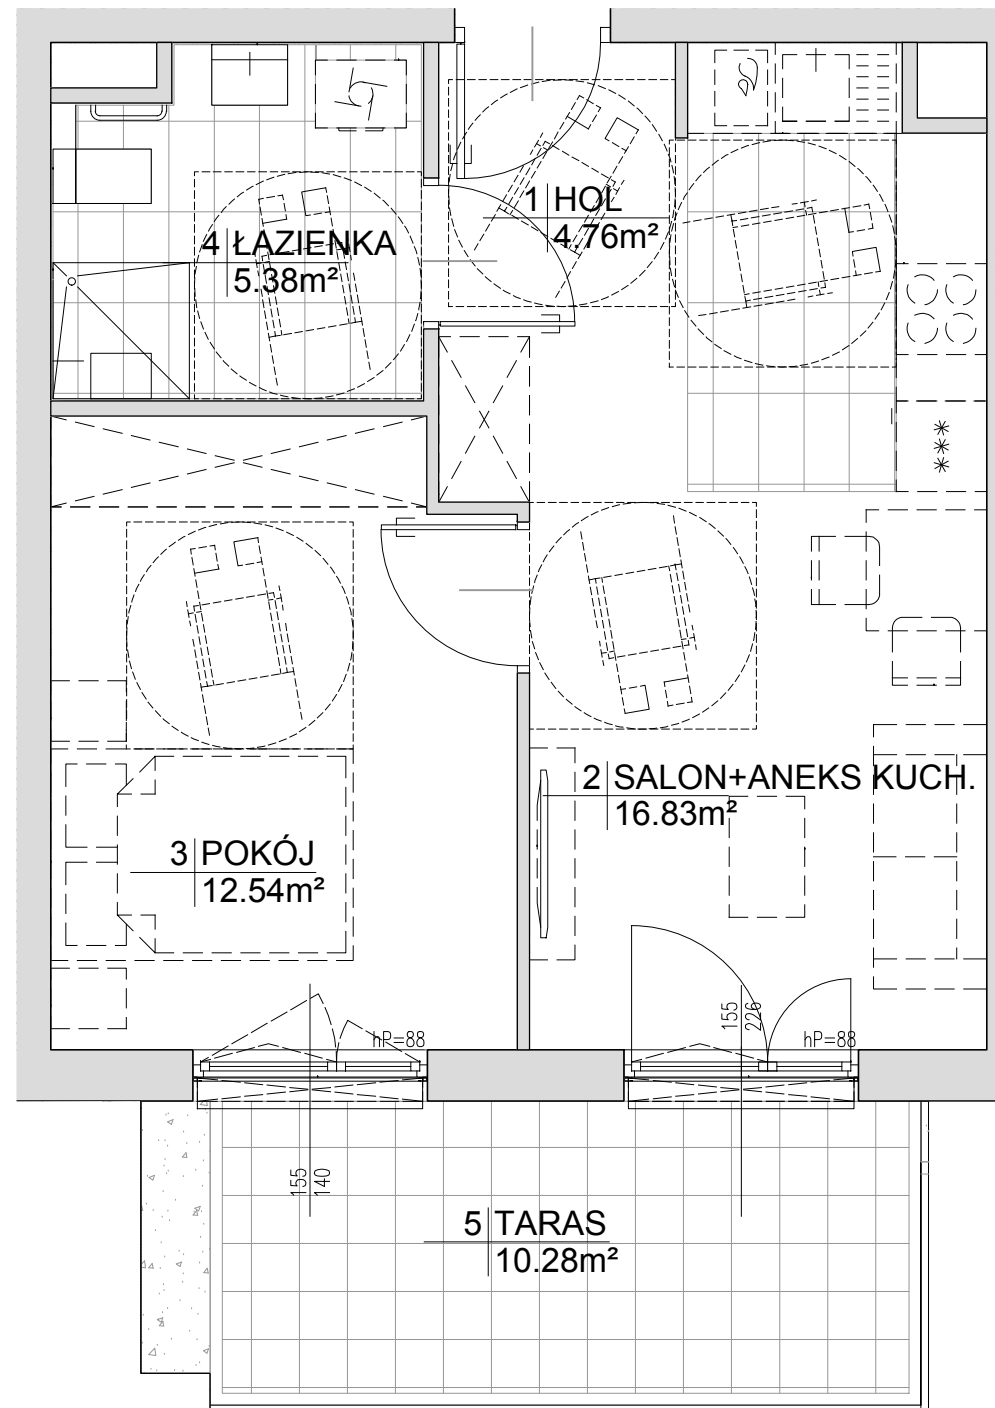 1 HOL
4.76m²
4 ŁAZIENKA
5.38m²
2 SALON+ANEKS KUCH.
16.83m²
3 POKÓJ
12.54m²
155
226
hP=88
hP=88
155
140
5 TARAS
10.28m²